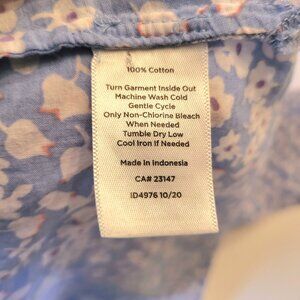 100% Cotton
Turn Garment Inside Out
Machine Wash Cold
Gentle Cycle
Only Non-Chlorine Bleach
When Needed
Tumble Dry Low
Cool Iron If Needed
Made in Indonesia
CA# 23147
ID4976 10/20